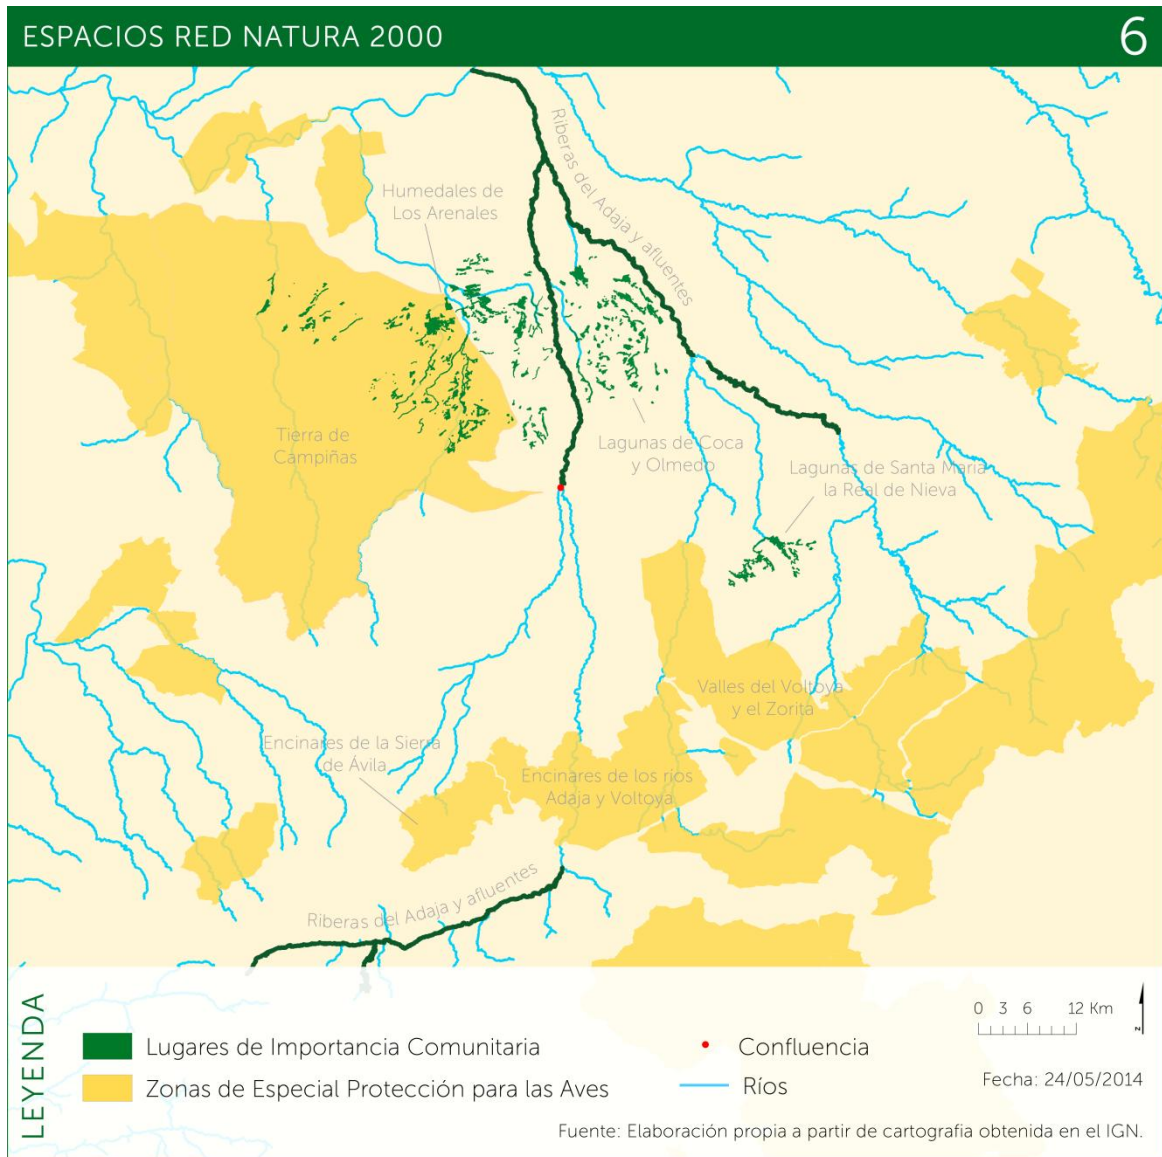 ESPACIOS RED NATURA 2000
6
Riberas del Adaja y afluentes
Humedales de
Los Arenales
Tierra de
Campiñas
Lagunas de Coca
y Olmedo
Lagunas de Santa María
la Real de Nieva
Valles del Voltoya
y el Zorita
Encinares de la Sierra
de Ávila
Encinares de los ríos
Adaja y Voltoya
Riberas del Adaja y afluentes
LEYENDA
Lugares de Importancia Comunitaria
Zonas de Especial Protección para las Aves
Confluencia
Ríos
0 3 6 12 Km
N
Fecha: 24/05/2014
Fuente: Elaboración propia a partir de cartografia obtenida en el IGN.